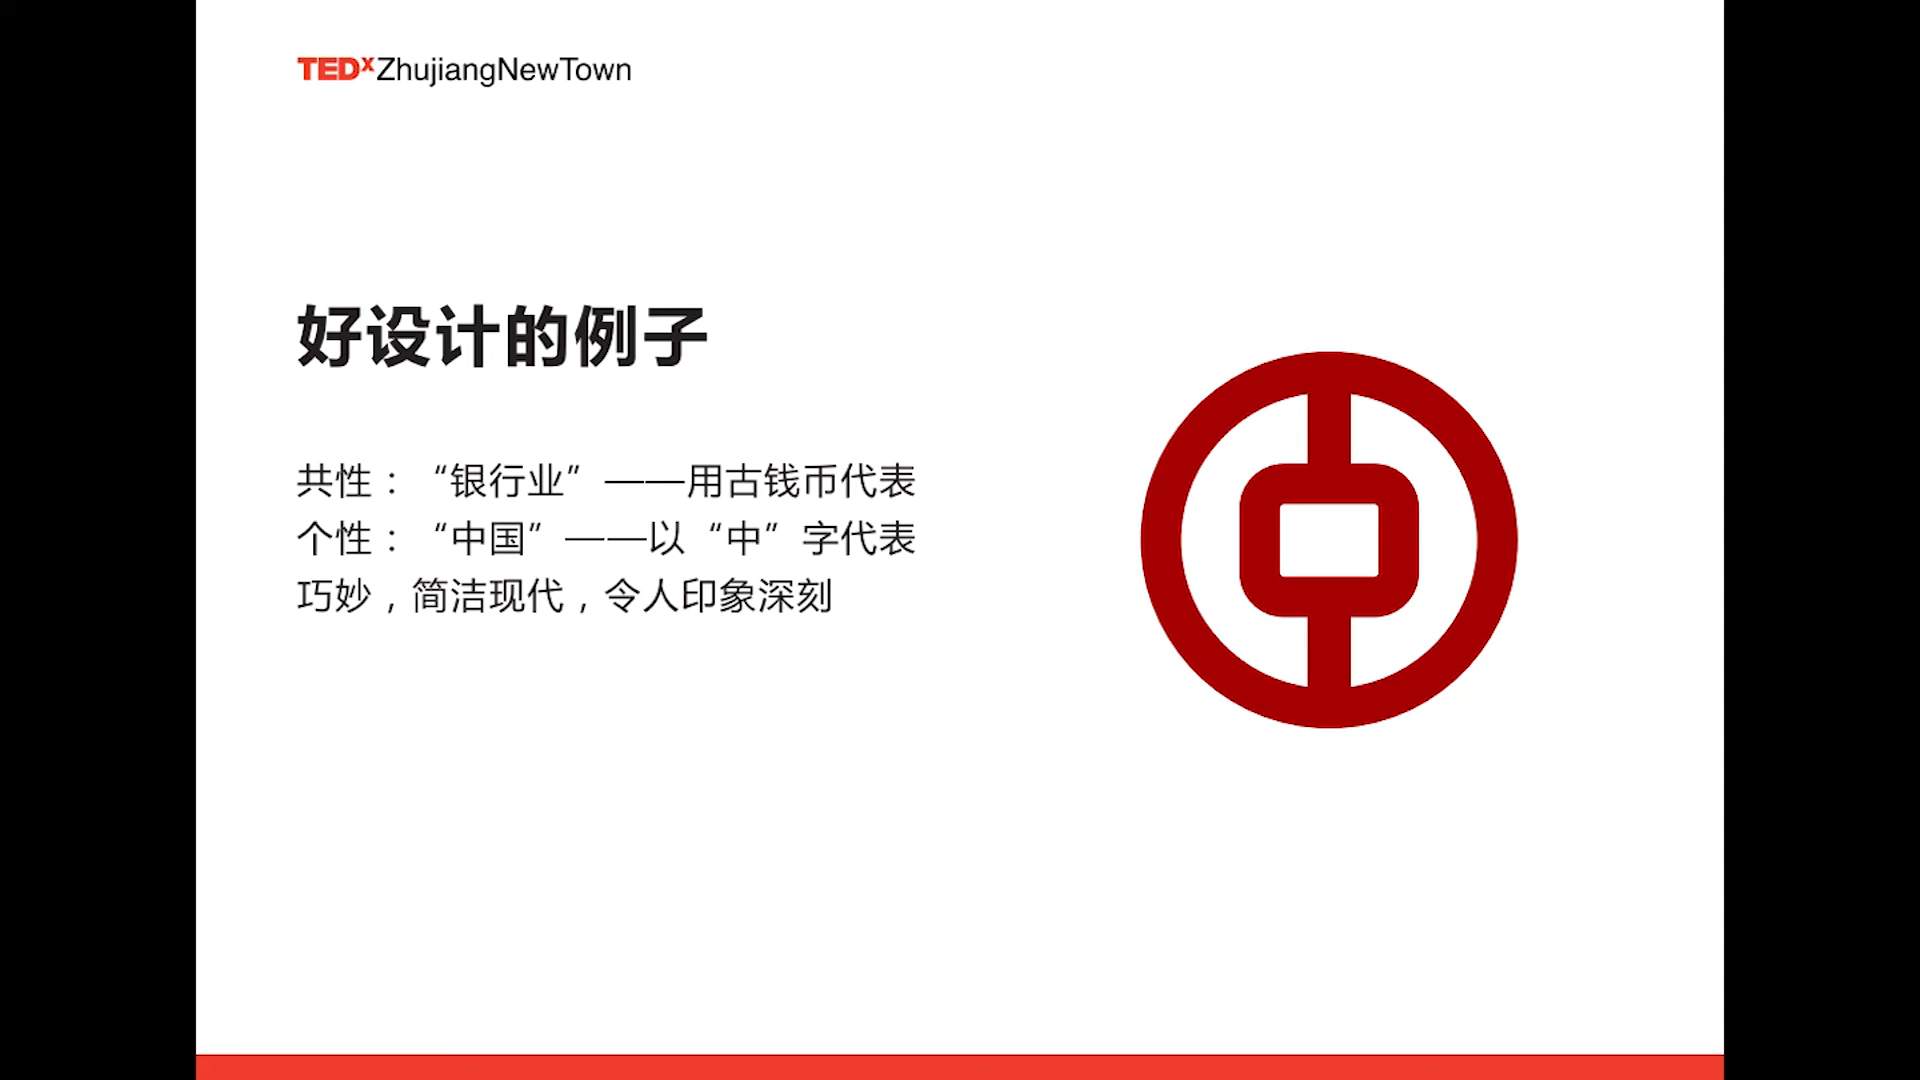 TEDxZhujiangNewTown
好设计的例子
共性：“银行业”——用古钱币代表
个性：“中国”——以“中”字代表
巧妙，简洁现代，令人印象深刻